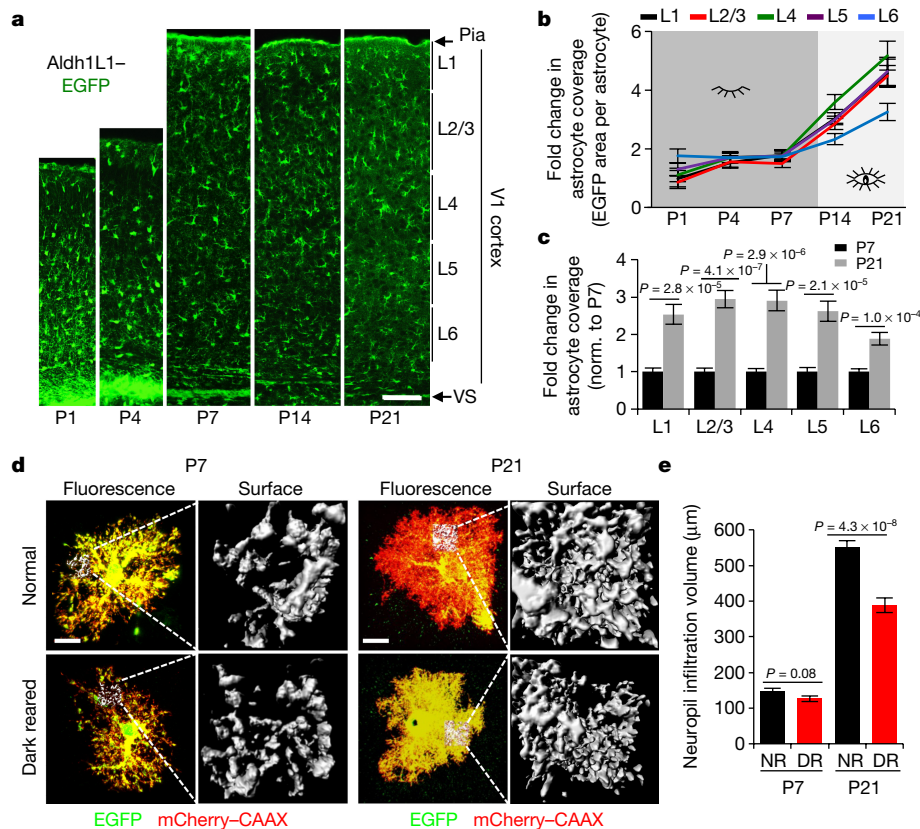 a
Aldh1L1–
EGFP
Pia
L1
L2/3
L4
L5
L6
V1 cortex
VS
P1 P4 P7 P14 P21
b
L1 L2/3 L4 L5 L6
Fold change in
astrocyte coverage
(EGFP area per astrocyte)
6
4
2
0
P1 P4 P7 P14 P21
c
P7
P21
Fold change in
astrocyte coverage
(norm. to P7)
4
3
2
1
0
P = 2.8 × 10⁻⁵
P = 4.1 × 10⁻⁷
P = 2.9 × 10⁻⁶
P = 2.1 × 10⁻⁵
P = 1.0 × 10⁻⁴
L1 L2/3 L4 L5 L6
d
P7 P21
Fluorescence Surface Fluorescence Surface
Normal
Dark reared
EGFP mCherry–CAAX EGFP mCherry–CAAX
e
Neuropil infiltration volume (μm)
600
500
400
300
200
100
0
P = 0.08
P = 4.3 × 10⁻⁸
NR DR NR DR
P7 P21